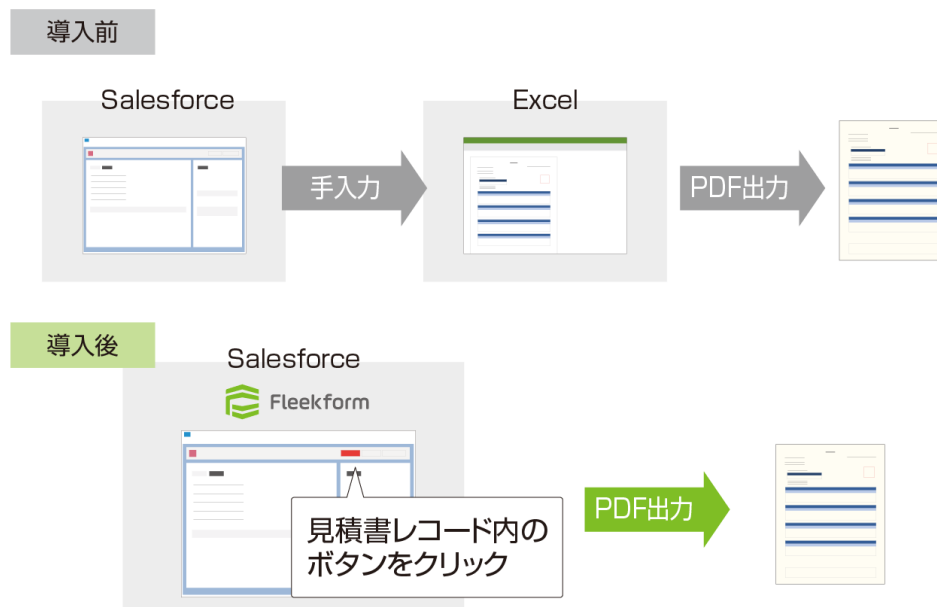 導入前
Salesforce
Excel
手入力
PDF出力
導入後
Salesforce
Fleekform
見積書レコード内の
ボタンをクリック
PDF出力